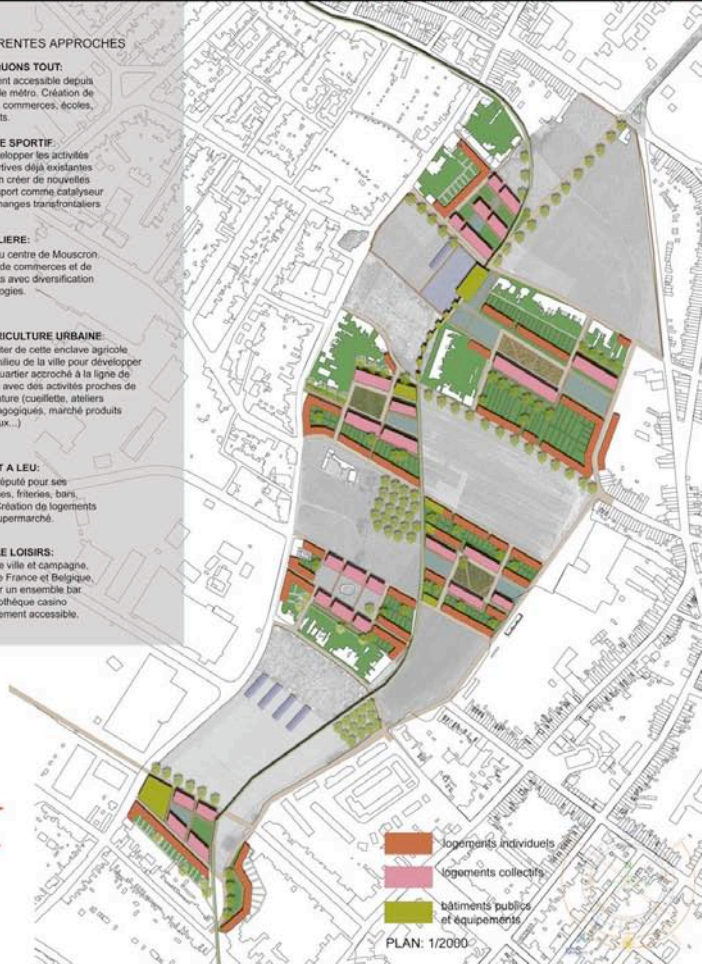 RENTES APPROCHES
UONS TOUT:
ent accessible depuis
de métro. Création de
commerces, écoles,
ts.
E SPORTIF:
elopper les activités
rtives déjà existantes
n créer de nouvelles
port comme catalyseur
hanges transfrontaliers
LIERE:
u centre de Mouscron.
de commerces et de
s avec diversification
ogies.
RICULTURE URBAINE:
iter de cette enclave agricole
ilieu de la ville pour développer
uartier accroché à la ligne de
avec des activités proches de
ature (cueillette, ateliers
agogiques, marché produits
ux...)
T A LEU:
éputé pour ses
es, friteries, bars.
Création de logements
upermarché.
E LOISIRS:
e ville et campagne,
e France et Belgique,
r un ensemble bar
othèque casino
ement accessible.
logements individuels
logements collectifs
bâtiments publics
et équipements
PLAN: 1/2000